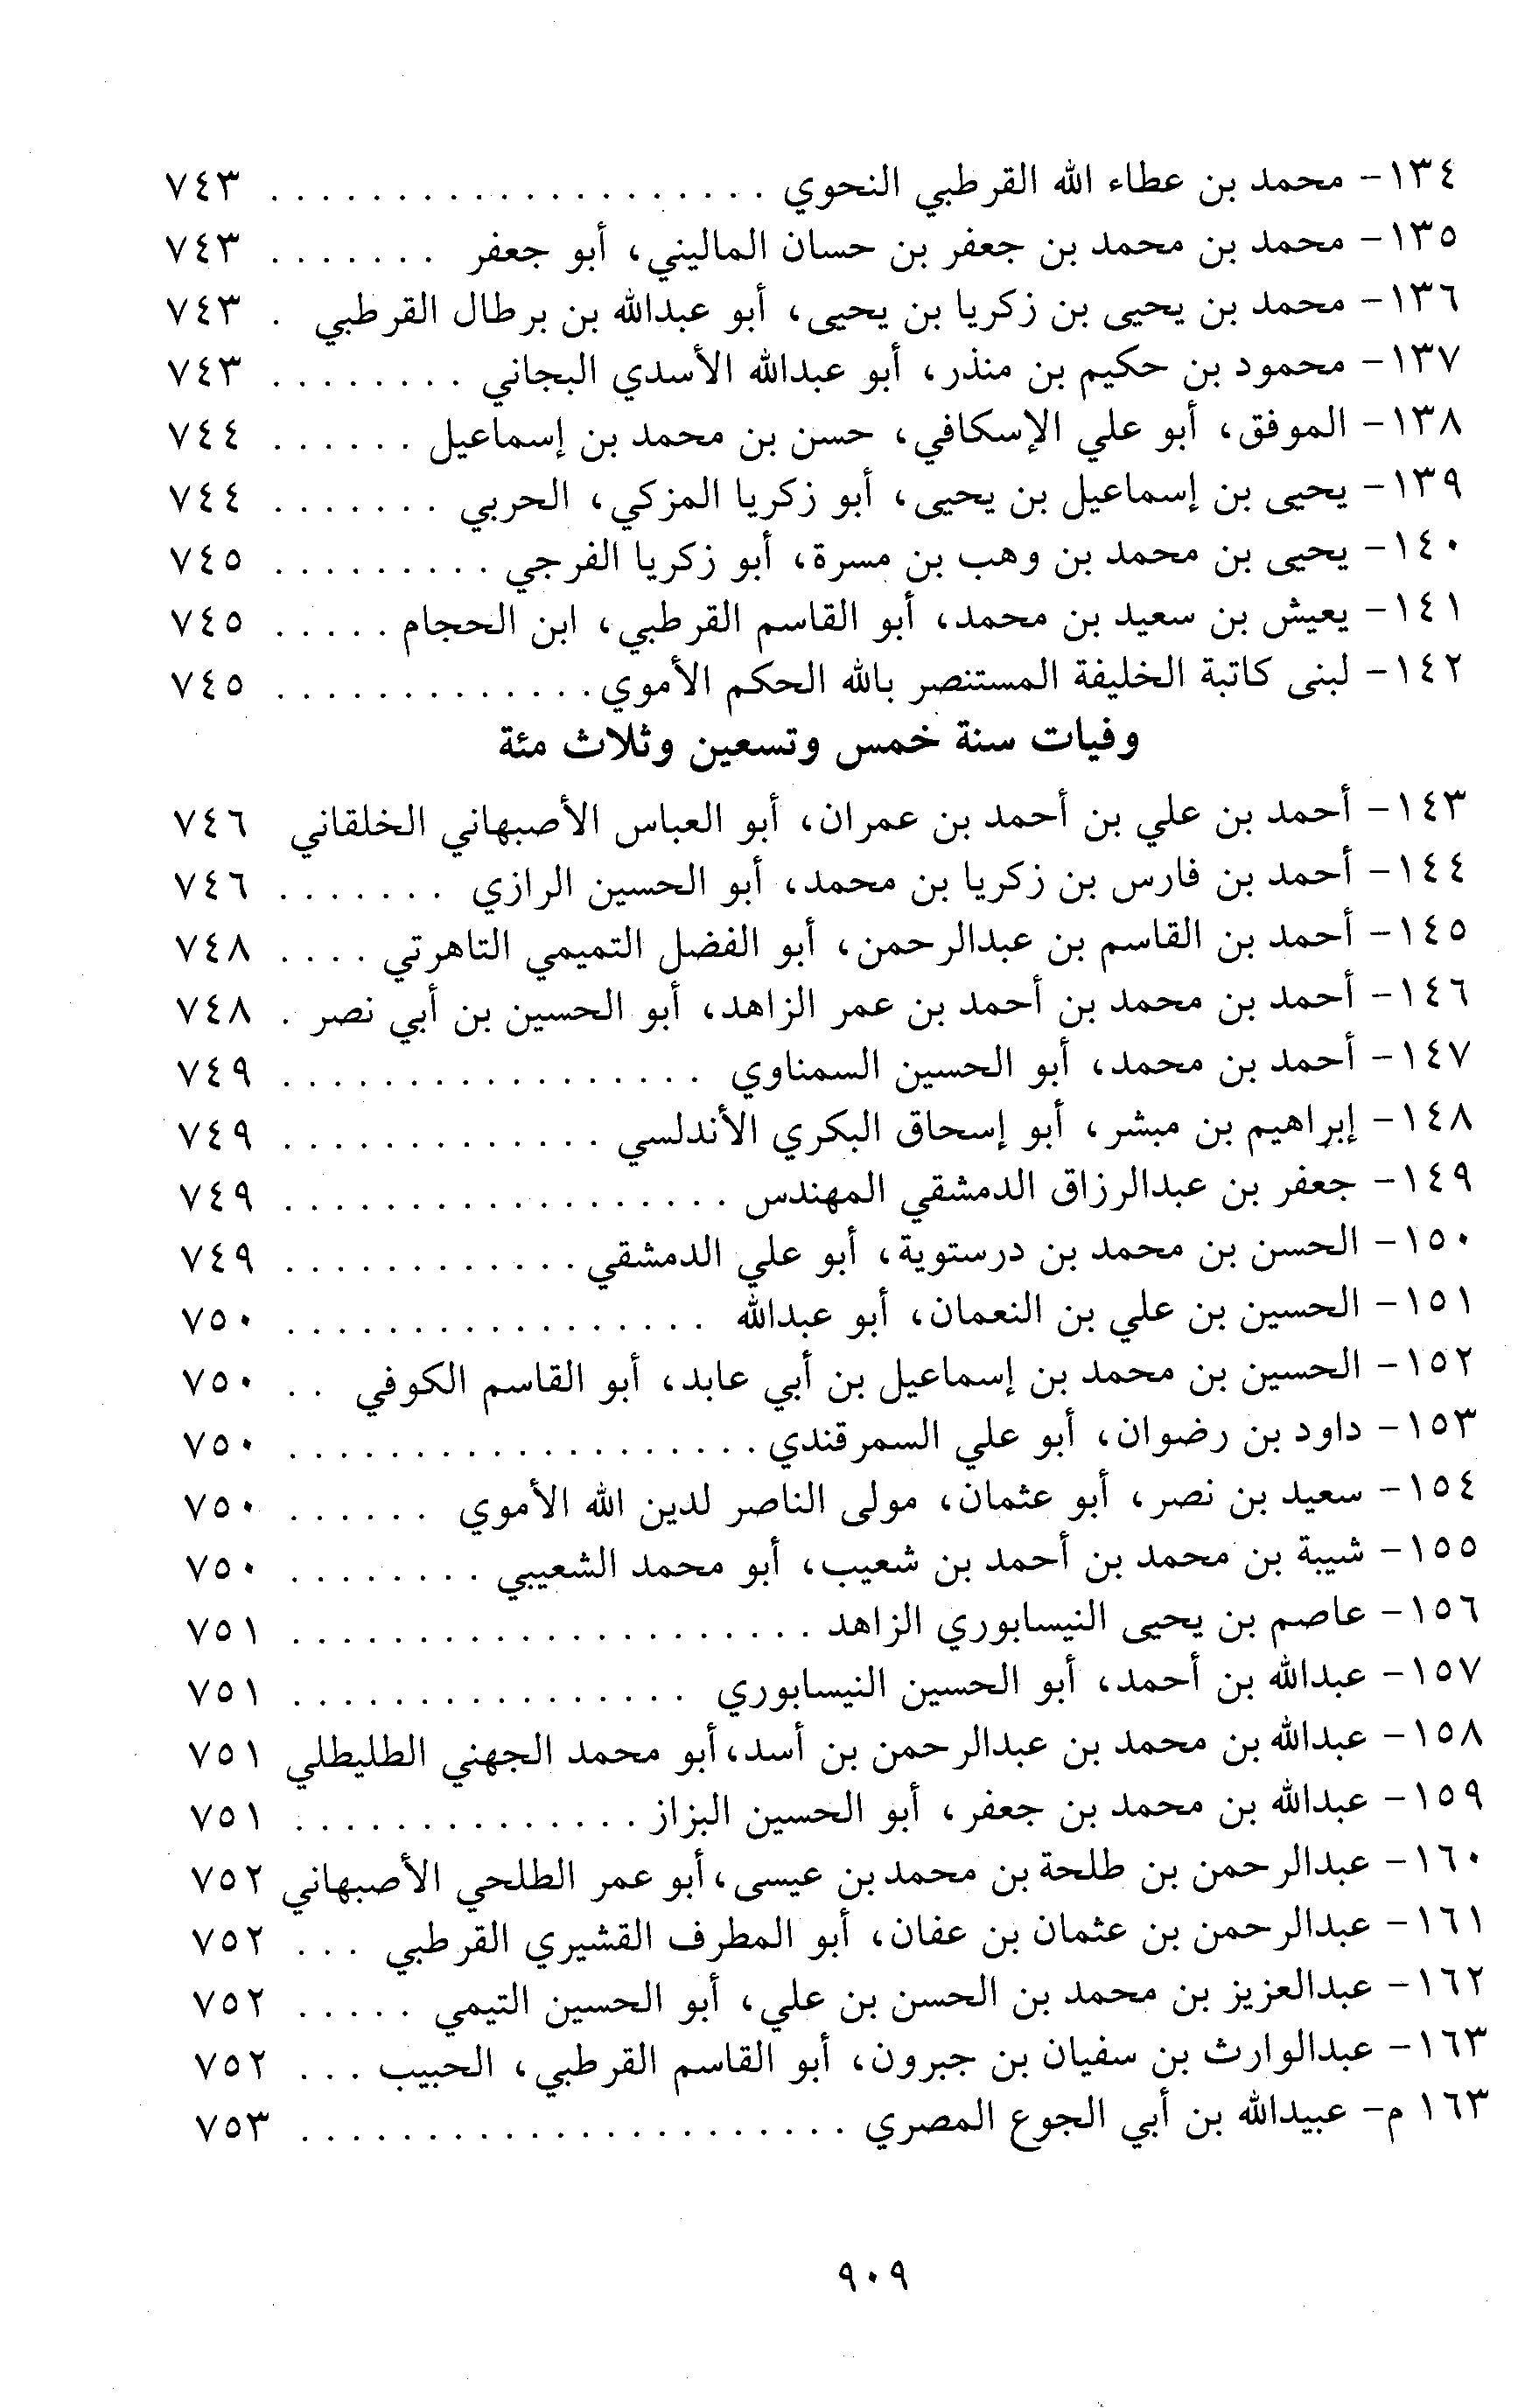 ١٣٤- محمد بن عطاء الله القرطبي النحوي . . . . . . . . . . . . . . . . . . . . ٧٤٣
١٣٥- محمد بن محمد بن جعفر بن حسان الماليني، أبو جعفر . . . . . . . ٧٤٣
١٣٦- محمد بن يحيى بن زكريا بن يحيى، أبو عبدالله بن برطال القرطبي . ٧٤٣
١٣٧- محمود بن حكيم بن منذر، أبو عبدالله الأسدي البجاني . . . . . . . . ٧٤٣
١٣٨- الموفق، أبو علي الإسكافي، حسن بن محمد بن إسماعيل . . . . . . ٧٤٤
١٣٩- يحيى بن إسماعيل بن يحيى، أبو زكريا المزكي، الحربي . . . . . . . ٧٤٤
١٤٠- يحيى بن محمد بن وهب بن مسرة، أبو زكريا الفرجي . . . . . . . . . ٧٤٥
١٤١- يعيش بن سعيد بن محمد، أبو القاسم القرطبي، ابن الحجام . . . . . ٧٤٥
١٤٢- لبنى كاتبة الخليفة المستنصر بالله الحكم الأموي . . . . . . . . . . . . . ٧٤٥
وفيات سنة خمس وتسعين وثلاث مئة
١٤٣- أحمد بن علي بن أحمد بن عمران، أبو العباس الأصبهاني الخلقاني ٧٤٦
١٤٤- أحمد بن فارس بن زكريا بن محمد، أبو الحسين الرازي . . . . . . . ٧٤٦
١٤٥- أحمد بن القاسم بن عبدالرحمن، أبو الفضل التميمي التاهرتي . . . . ٧٤٨
١٤٦- أحمد بن محمد بن أحمد بن عمر الزاهد، أبو الحسين بن أبي نصر . ٧٤٨
١٤٧- أحمد بن محمد، أبو الحسين السمناوي . . . . . . . . . . . . . . . . . ٧٤٩
١٤٨- إبراهيم بن مبشر، أبو إسحاق البكري الأندلسي . . . . . . . . . . . . . ٧٤٩
١٤٩- جعفر بن عبدالرزاق الدمشقي المهندس . . . . . . . . . . . . . . . . . . ٧٤٩
١٥٠- الحسن بن محمد بن درستوية، أبو علي الدمشقي . . . . . . . . . . . . ٧٤٩
١٥١- الحسين بن علي بن النعمان، أبو عبدالله . . . . . . . . . . . . . . . . . ٧٥٠
١٥٢- الحسين بن محمد بن إسماعيل بن أبي عابد، أبو القاسم الكوفي . . ٧٥٠
١٥٣- داود بن رضوان، أبو علي السمرقندي . . . . . . . . . . . . . . . . . . . ٧٥٠
١٥٤- سعيد بن نصر، أبو عثمان، مولى الناصر لدين الله الأموي . . . . . . ٧٥٠
١٥٥- شيبة بن محمد بن أحمد بن شعيب، أبو محمد الشعيبي . . . . . . . . ٧٥٠
١٥٦- عاصم بن يحيى النيسابوري الزاهد . . . . . . . . . . . . . . . . . . . . . ٧٥١
١٥٧- عبدالله بن أحمد، أبو الحسين النيسابوري . . . . . . . . . . . . . . . . ٧٥١
١٥٨- عبدالله بن محمد بن عبدالرحمن بن أسد، أبو محمد الجهني الطليطلي ٧٥١
١٥٩- عبدالله بن محمد بن جعفر، أبو الحسين البزاز . . . . . . . . . . . . . . ٧٥١
١٦٠- عبدالرحمن بن طلحة بن محمد بن عيسى، أبو عمر الطلحي الأصبهاني ٧٥٢
١٦١- عبدالرحمن بن عثمان بن عفان، أبو المطرف القشيري القرطبي . . . ٧٥٢
١٦٢- عبدالعزيز بن محمد بن الحسن بن علي، أبو الحسين التيمي . . . . . ٧٥٢
١٦٣- عبدالوارث بن سفيان بن جبرون، أبو القاسم القرطبي، الحبيب . . . ٧٥٢
١٦٣ م- عبيدالله بن أبي الجوع المصري . . . . . . . . . . . . . . . . . . . . . . ٧٥٣
٩٠٩